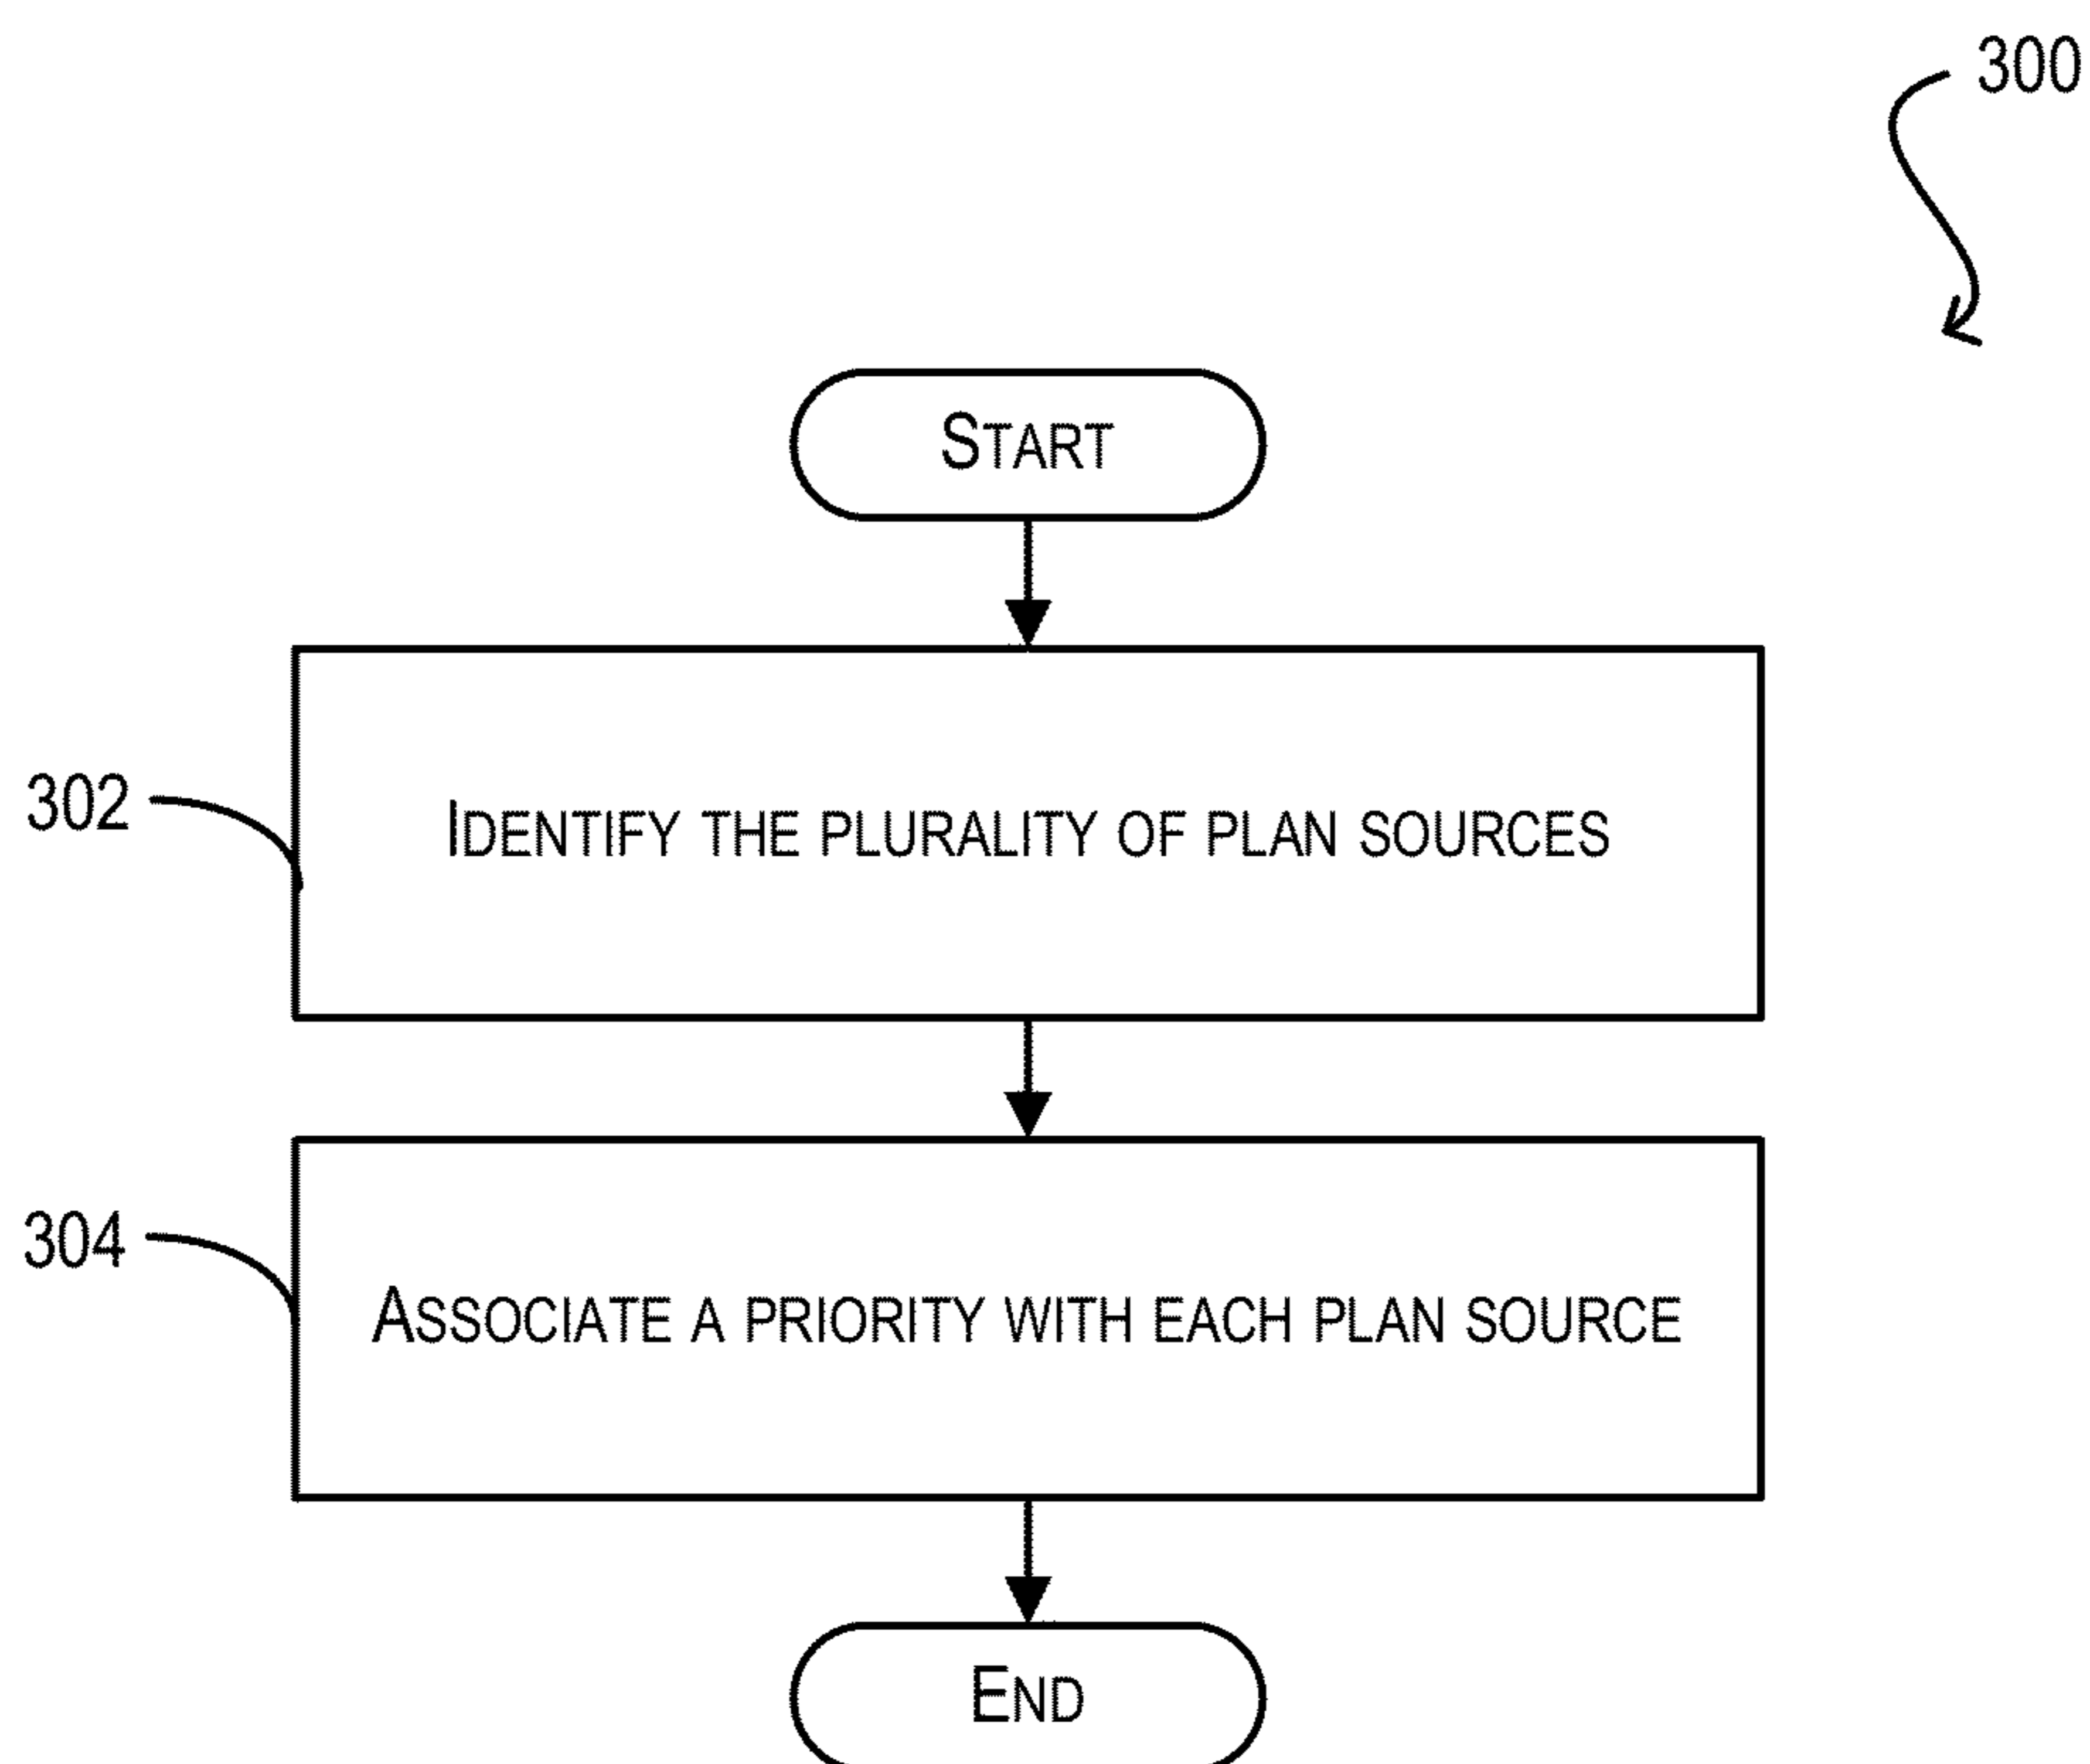 300
START
302
IDENTIFY THE PLURALITY OF PLAN SOURCES
304
ASSOCIATE A PRIORITY WITH EACH PLAN SOURCE
END